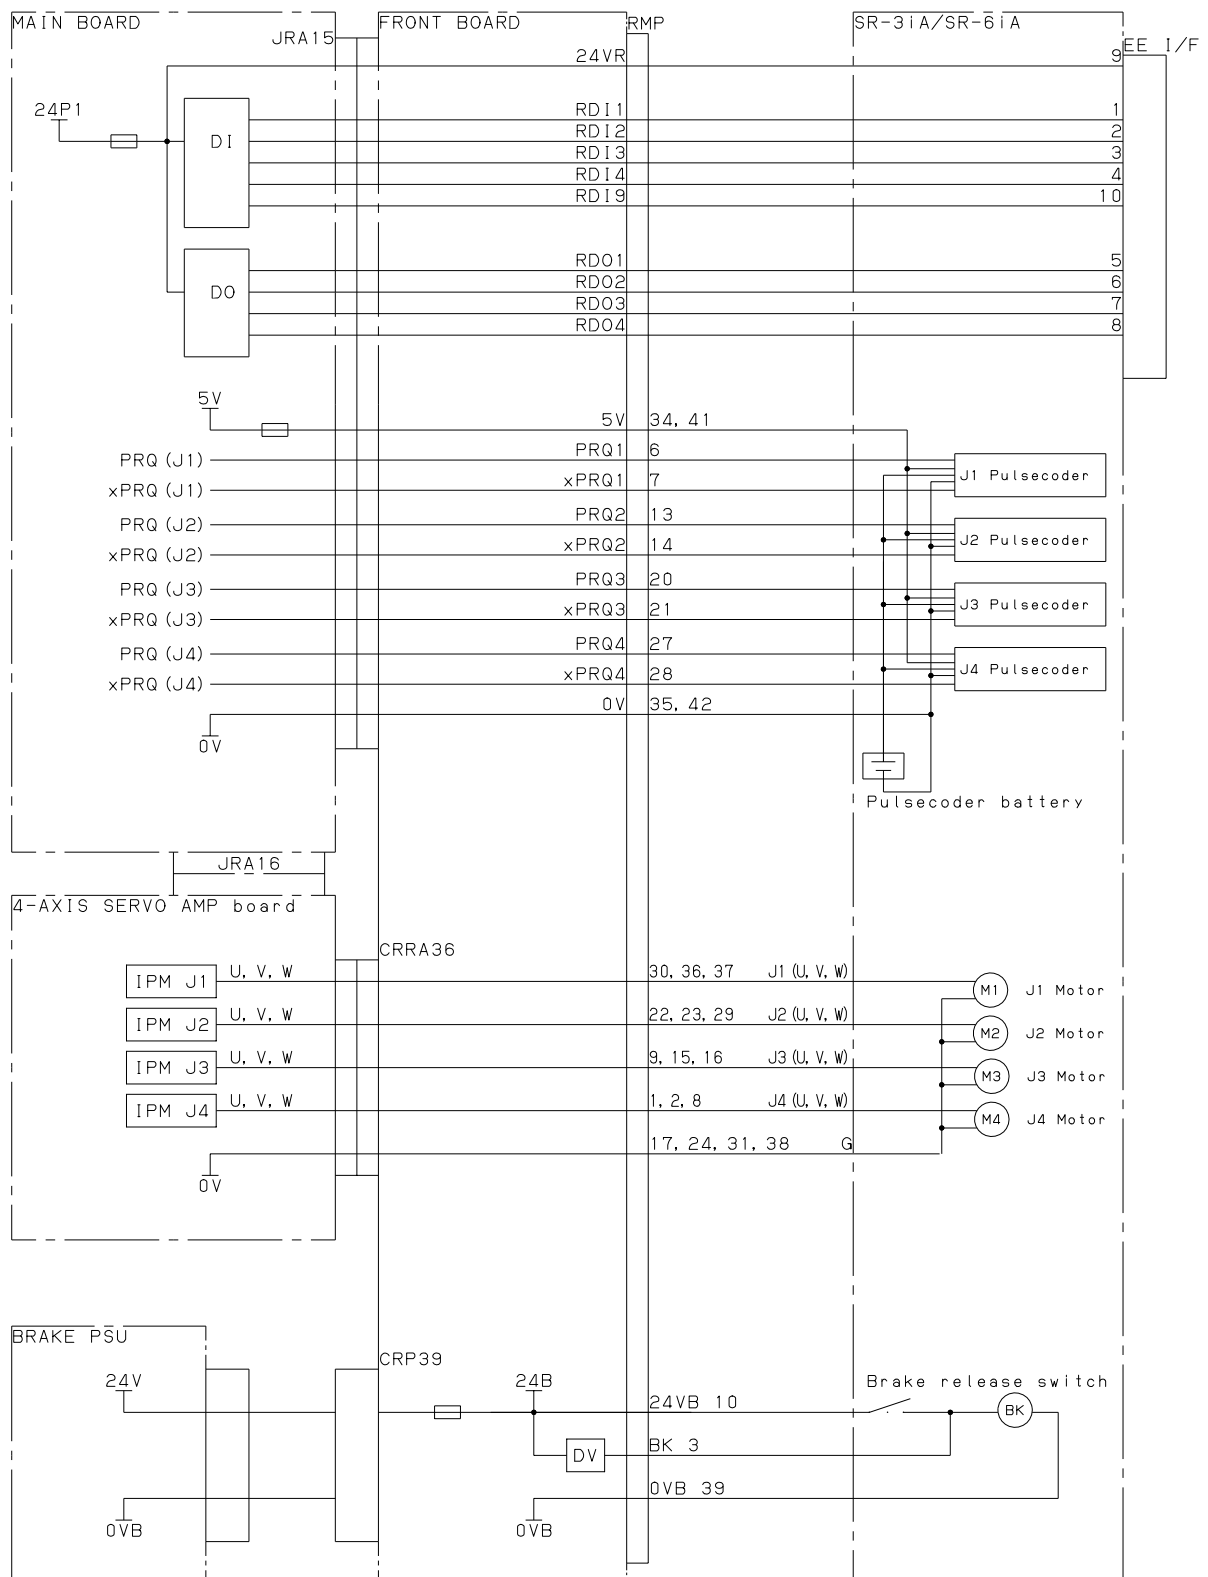 MAIN BOARD
JRA15
FRONT BOARD
RMP
SR-3iA/SR-6iA
EE I/F
24VR 9
24P1
DI
RDI1 1
RDI2 2
RDI3 3
RDI4 4
RDI9 10
DO
RDO1 5
RDO2 6
RDO3 7
RDO4 8
5V
5V 34, 41
PRQ (J1) PRQ1 6
xPRQ (J1) xPRQ1 7
J1 Pulsecoder
PRQ (J2) PRQ2 13
xPRQ (J2) xPRQ2 14
J2 Pulsecoder
PRQ (J3) PRQ3 20
xPRQ (J3) xPRQ3 21
J3 Pulsecoder
PRQ (J4) PRQ4 27
xPRQ (J4) xPRQ4 28
J4 Pulsecoder
0V 35, 42
0V
Pulsecoder battery
JRA16
4-AXIS SERVO AMP board
CRRA36
IPM J1 U, V, W 30, 36, 37 J1 (U, V, W) M1 J1 Motor
IPM J2 U, V, W 22, 23, 29 J2 (U, V, W) M2 J2 Motor
IPM J3 U, V, W 9, 15, 16 J3 (U, V, W) M3 J3 Motor
IPM J4 U, V, W 1, 2, 8 J4 (U, V, W) M4 J4 Motor
17, 24, 31, 38 G
0V
BRAKE PSU
CRP39
24V
24B
Brake release switch
24VB 10
BK
DV
BK 3
0VB 39
0VB
0VB